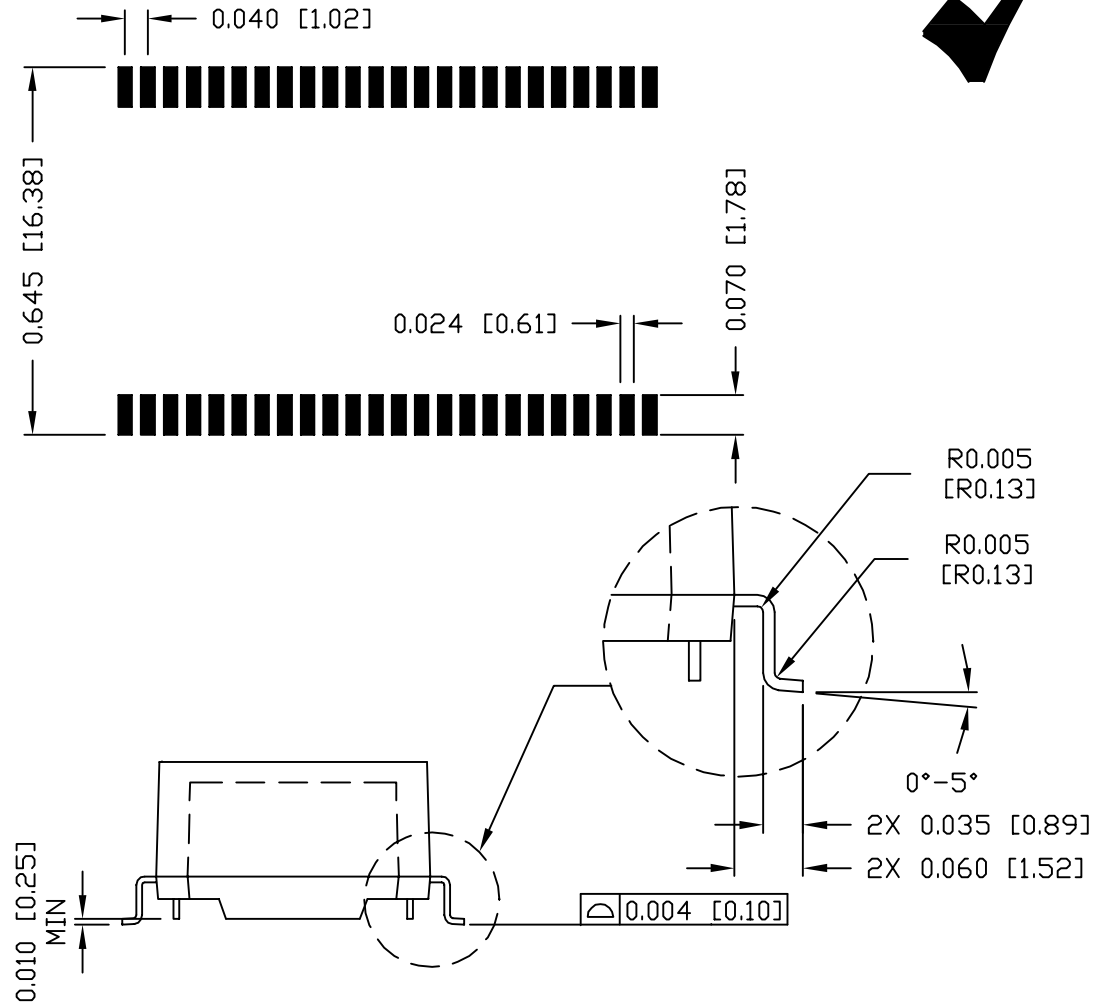 0.040 [1.02]
0.645 [16.38]
0.070 [1.78]
0.024 [0.61]
R0.005
[R0.13]
R0.005
[R0.13]
0°-5°
2X 0.035 [0.89]
2X 0.060 [1.52]
0.010 [0.25]
MIN
0.004 [0.10]